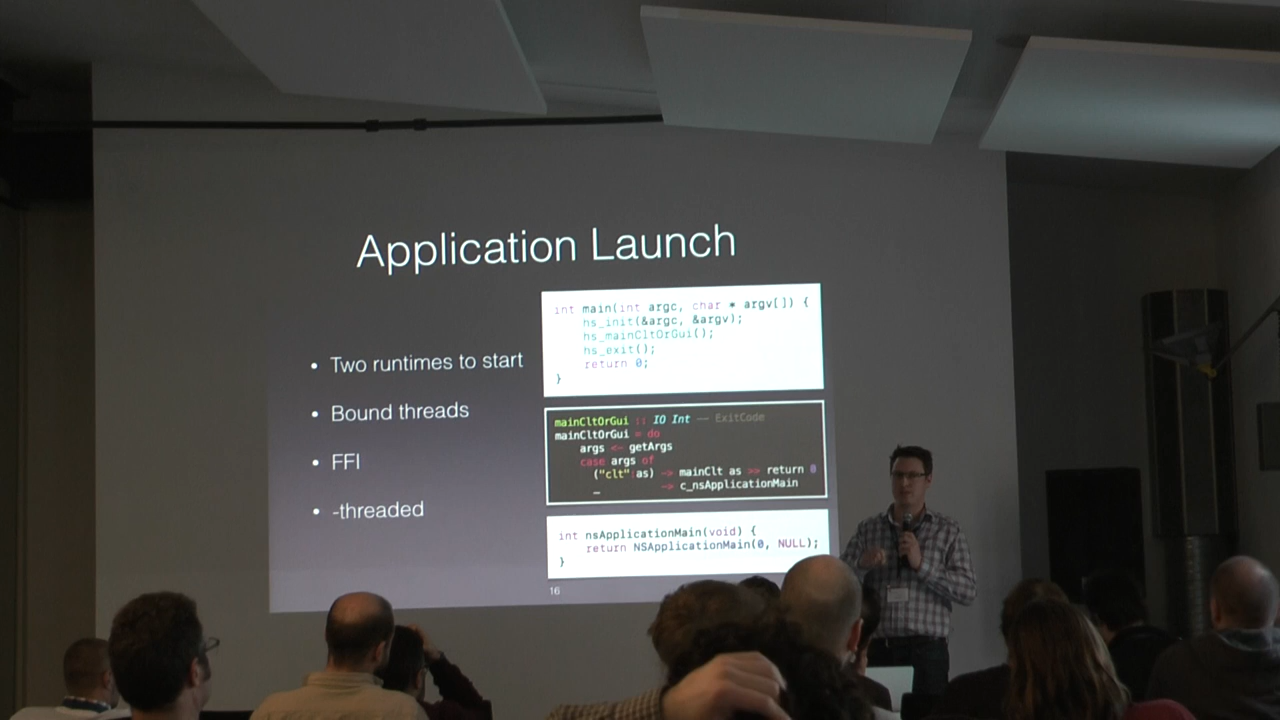 Application Launch
• Two runtimes to start
• Bound threads
• FFI
• -threaded
int main(int argc, char * argv[]) {
hs_init(&argc, &argv);
hs_mainCltOrGui();
hs_exit();
return 0;
}
mainCltOrGui :: IO Int -- ExitCode
mainCltOrGui = do
args <- getArgs
case args of
("clt":as) -> mainClt as >> return 0
_ -> c_nsApplicationMain
int nsApplicationMain(void) {
return NSApplicationMain(0, NULL);
}
16